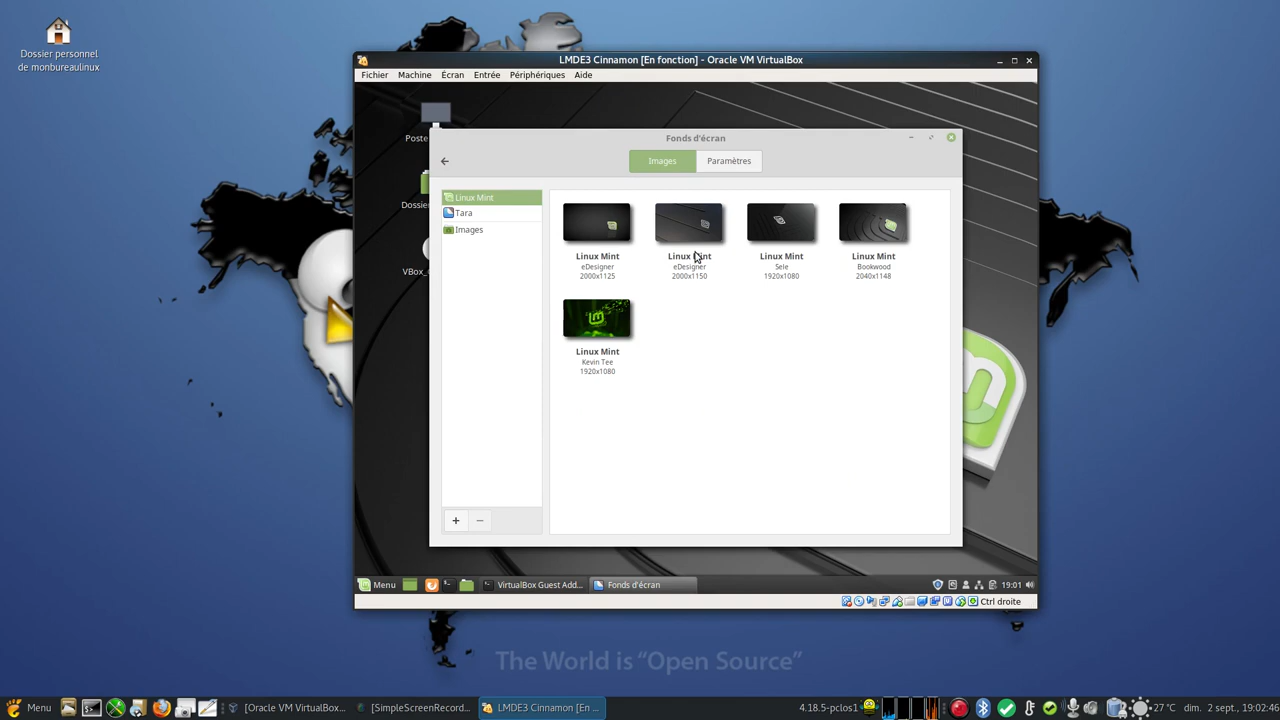 Dossier personnel
de monbureaulinux
LMDE3 Cinnamon [En fonction] - Oracle VM VirtualBox
Fichier Machine Écran Entrée Périphériques Aide
Poste
Dossier
VBox_
Fonds d'écran
Images Paramètres
Linux Mint
Tara
Images
Linux Mint
eDesigner
2000x1125
Linux Mint
eDesigner
2000x1150
Linux Mint
Sele
1920x1080
Linux Mint
Bookwood
2040x1148
Linux Mint
Kevin Tee
1920x1080
Menu VirtualBox Guest Add... Fonds d'écran 19:01
Ctrl droite
The World is “Open Source”
Menu [Oracle VM VirtualBox... [SimpleScreenRecord... LMDE3 Cinnamon [En ... 4.18.5-pclos1 27 °C dim. 2 sept., 19:02:46